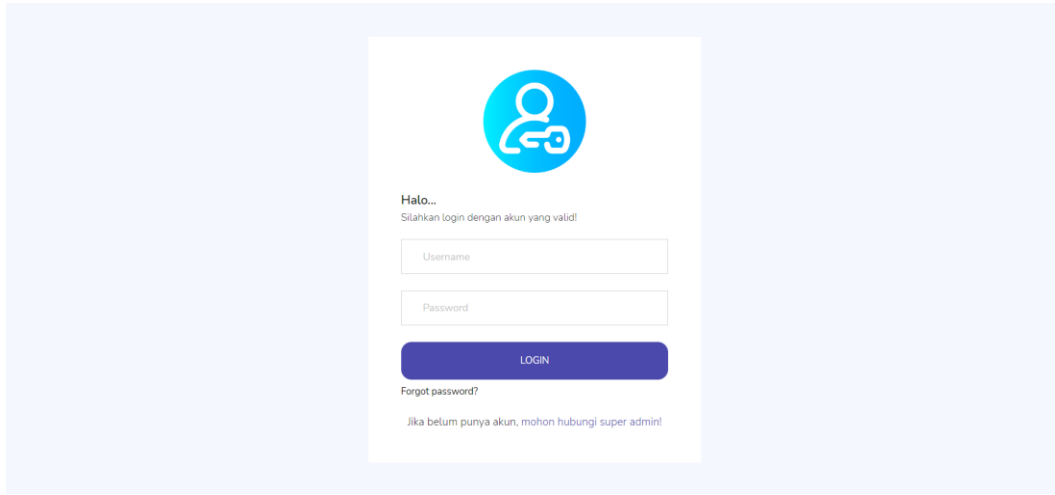 Halo...
Silahkan login dengan akun yang valid!
Username
Password
LOGIN
Forgot password?
Jika belum punya akun, mohon hubungi super admin!